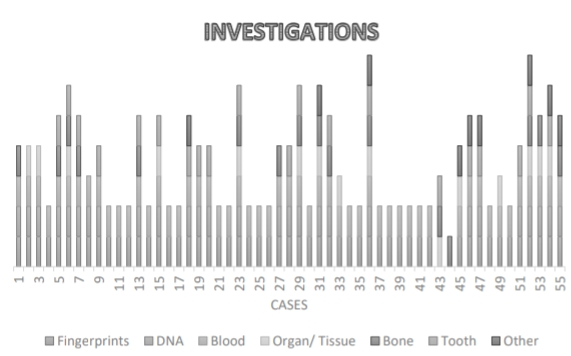 INVESTIGATIONS
1 3 5 7 9 11 13 15 17 19 21 23 25 27 29 31 33 35 37 39 41 43 45 47 49 51 53 55
CASES
Fingerprints DNA Blood Organ/ Tissue Bone Tooth Other